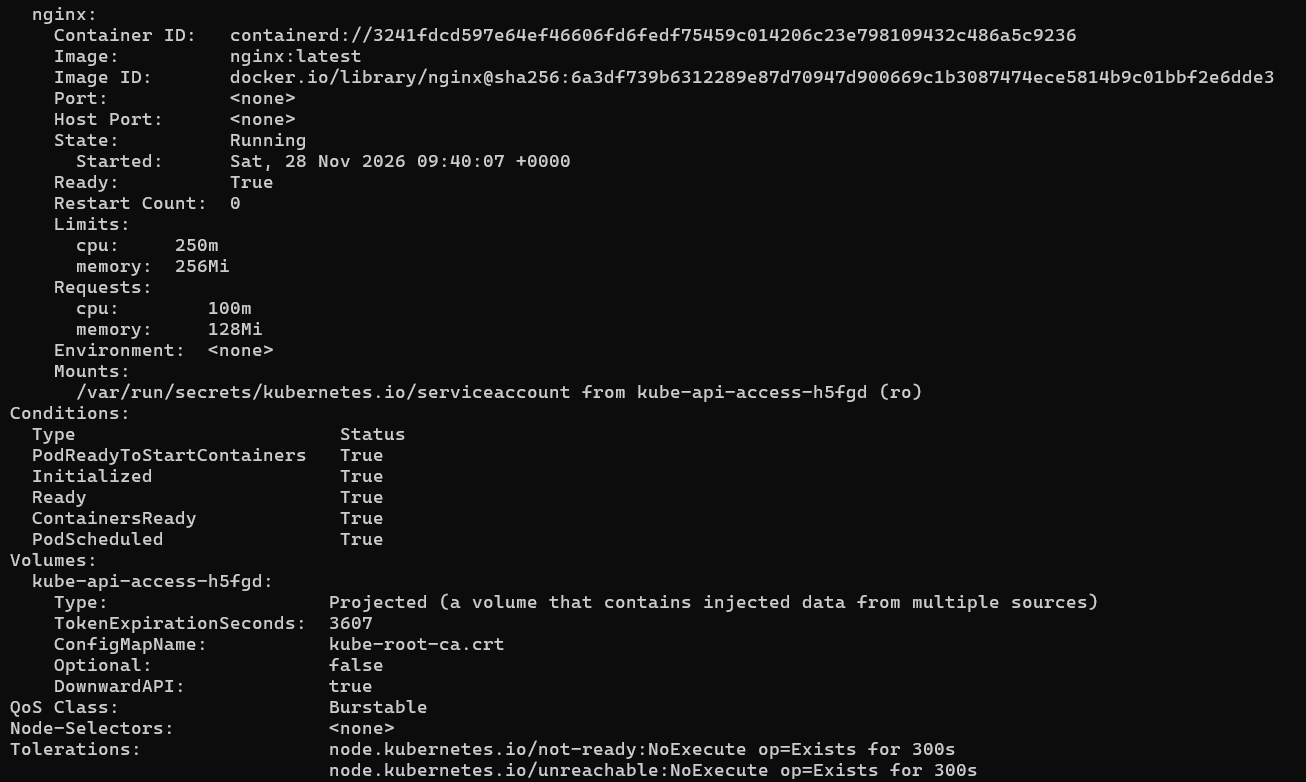 nginx:
Container ID: containerd://3241fdcd597e64ef46606fd6fedf75459c014206c23e798109432c486a5c9236
Image: nginx:latest
Image ID: docker.io/library/nginx@sha256:6a3df739b6312289e87d70947d900669c1b3087474ece5814b9c01bbf2e6dde3
Port: <none>
Host Port: <none>
State: Running
Started: Sat, 28 Nov 2026 09:40:07 +0000
Ready: True
Restart Count: 0
Limits:
cpu: 250m
memory: 256Mi
Requests:
cpu: 100m
memory: 128Mi
Environment: <none>
Mounts:
/var/run/secrets/kubernetes.io/serviceaccount from kube-api-access-h5fgd (ro)
Conditions:
Type Status
PodReadyToStartContainers True
Initialized True
Ready True
ContainersReady True
PodScheduled True
Volumes:
kube-api-access-h5fgd:
Type: Projected (a volume that contains injected data from multiple sources)
TokenExpirationSeconds: 3607
ConfigMapName: kube-root-ca.crt
Optional: false
DownwardAPI: true
QoS Class: Burstable
Node-Selectors: <none>
Tolerations: node.kubernetes.io/not-ready:NoExecute op=Exists for 300s
node.kubernetes.io/unreachable:NoExecute op=Exists for 300s